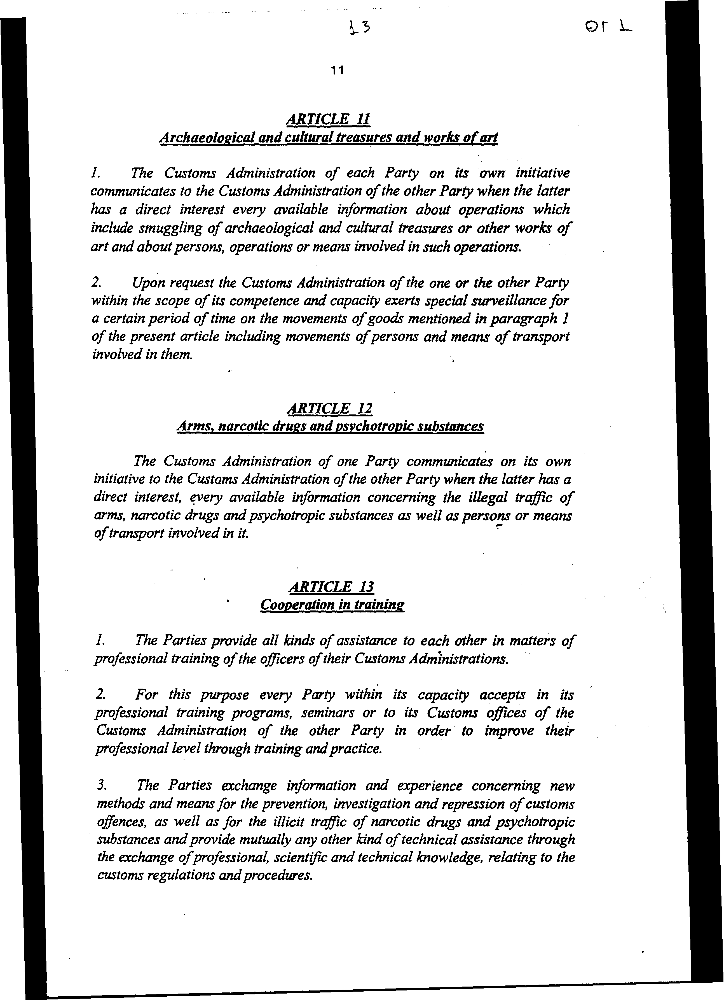 13
11
ARTICLE 11
Archaeological and cultural treasures and works of art
1. The Customs Administration of each Party on its own initiative
communicates to the Customs Administration of the other Party when the latter
has a direct interest every available information about operations which
include smuggling of archaeological and cultural treasures or other works of
art and about persons, operations or means involved in such operations.
2. Upon request the Customs Administration of the one or the other Party
within the scope of its competence and capacity exerts special surveillance for
a certain period of time on the movements of goods mentioned in paragraph 1
of the present article including movements of persons and means of transport
involved in them.
ARTICLE 12
Arms, narcotic drugs and psychotropic substances
The Customs Administration of one Party communicates on its own
initiative to the Customs Administration of the other Party when the latter has a
direct interest, every available information concerning the illegal traffic of
arms, narcotic drugs and psychotropic substances as well as persons or means
of transport involved in it.
ARTICLE 13
Cooperation in training
1. The Parties provide all kinds of assistance to each other in matters of
professional training of the officers of their Customs Administrations.
2. For this purpose every Party within its capacity accepts in its
professional training programs, seminars or to its Customs offices of the
Customs Administration of the other Party in order to improve their
professional level through training and practice.
3. The Parties exchange information and experience concerning new
methods and means for the prevention, investigation and repression of customs
offences, as well as for the illicit traffic of narcotic drugs and psychotropic
substances and provide mutually any other kind of technical assistance through
the exchange of professional, scientific and technical knowledge, relating to the
customs regulations and procedures.